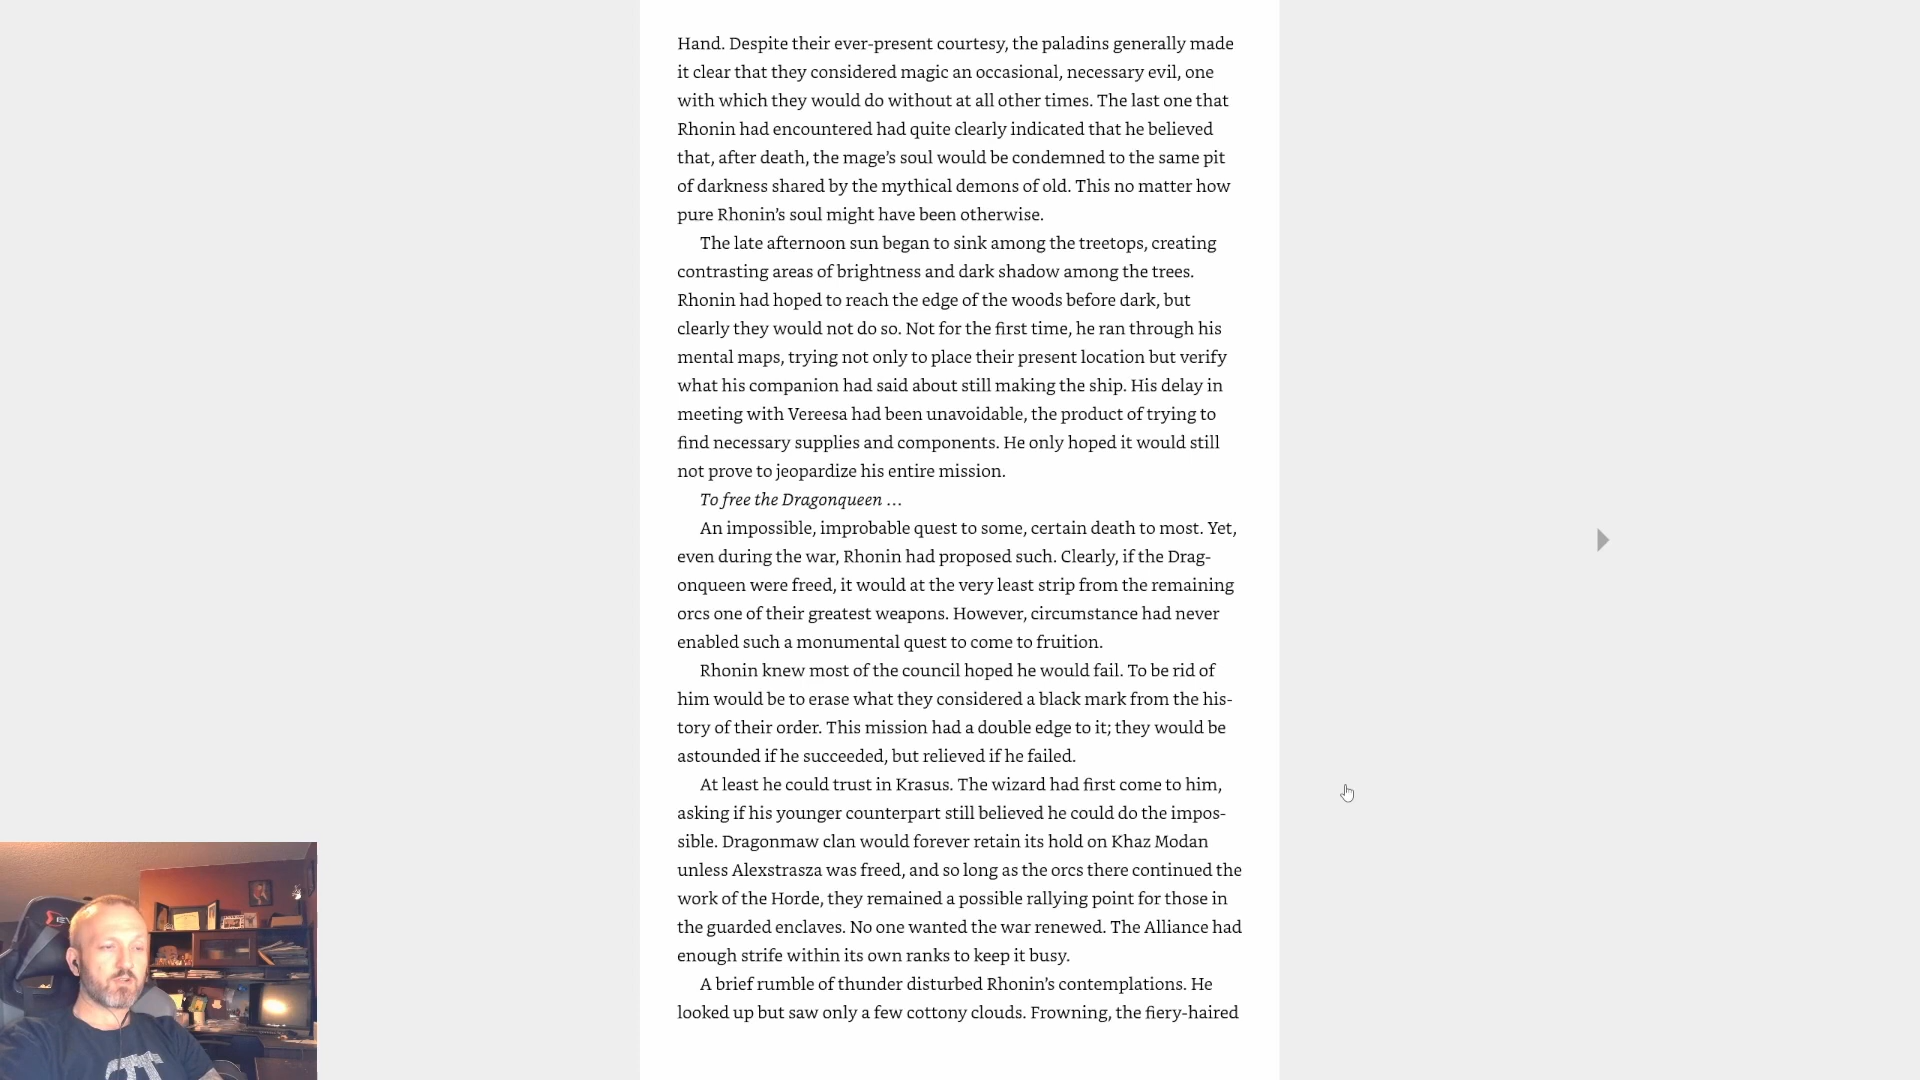 Hand. Despite their ever-present courtesy, the paladins generally made
it clear that they considered magic an occasional, necessary evil, one
with which they would do without at all other times. The last one that
Rhonin had encountered had quite clearly indicated that he believed
that, after death, the mage’s soul would be condemned to the same pit
of darkness shared by the mythical demons of old. This no matter how
pure Rhonin’s soul might have been otherwise.
The late afternoon sun began to sink among the treetops, creating
contrasting areas of brightness and dark shadow among the trees.
Rhonin had hoped to reach the edge of the woods before dark, but
clearly they would not do so. Not for the first time, he ran through his
mental maps, trying not only to place their present location but verify
what his companion had said about still making the ship. His delay in
meeting with Vereesa had been unavoidable, the product of trying to
find necessary supplies and components. He only hoped it would still
not prove to jeopardize his entire mission.
To free the Dragonqueen …
An impossible, improbable quest to some, certain death to most. Yet,
even during the war, Rhonin had proposed such. Clearly, if the Drag-
onqueen were freed, it would at the very least strip from the remaining
orcs one of their greatest weapons. However, circumstance had never
enabled such a monumental quest to come to fruition.
Rhonin knew most of the council hoped he would fail. To be rid of
him would be to erase what they considered a black mark from the his-
tory of their order. This mission had a double edge to it; they would be
astounded if he succeeded, but relieved if he failed.
At least he could trust in Krasus. The wizard had first come to him,
asking if his younger counterpart still believed he could do the impos-
sible. Dragonmaw clan would forever retain its hold on Khaz Modan
unless Alexstrasza was freed, and so long as the orcs there continued the
work of the Horde, they remained a possible rallying point for those in
the guarded enclaves. No one wanted the war renewed. The Alliance had
enough strife within its own ranks to keep it busy.
A brief rumble of thunder disturbed Rhonin’s contemplations. He
looked up but saw only a few cottony clouds. Frowning, the fiery-haired